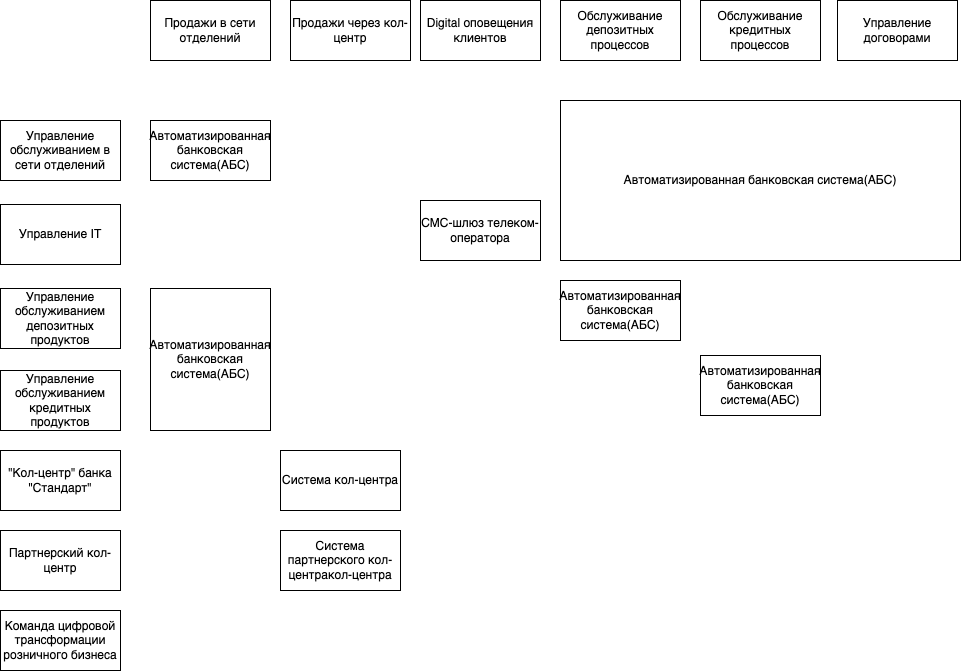 Продажи в сети
отделений
Продажи через кол-
центр
Digital оповещения
клиентов
Обслуживание
депозитных
процессов
Обслуживание
кредитных
процессов
Управление
договорами
Управление
обслуживанием в
сети отделений
Автоматизированная
банковская
система(АБС)
Автоматизированная банковская система(АБС)
Управление IT
СМС-шлюз телеком-
оператора
Управление
обслуживанием
депозитных
продуктов
Автоматизированная
банковская
система(АБС)
Автоматизированная
банковская
система(АБС)
Управление
обслуживанием
кредитных
продуктов
Автоматизированная
банковская
система(АБС)
"Кол-центр" банка
"Стандарт"
Система кол-центра
Партнерский кол-
центр
Система
партнерского кол-
центракол-центра
Команда цифровой
трансформации
розничного бизнеса